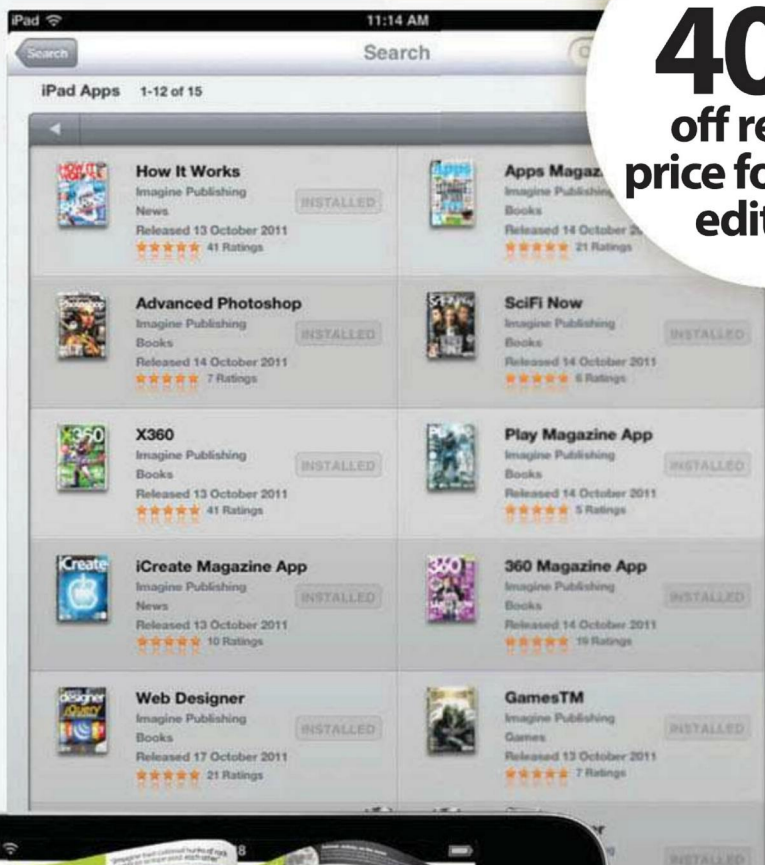 iPad
11:14 AM
Search
Search
40
off re
price fo
edit
iPad Apps 1-12 of 15
How It Works
Imagine Publishing
News
Released 13 October 2011
41 Ratings
INSTALLED
Apps Magaz
Imagine Publishing
Books
Released 14 October 20
21 Ratings
Advanced Photoshop
Imagine Publishing
Books
Released 14 October 2011
7 Ratings
INSTALLED
SciFi Now
Imagine Publishing
Books
Released 14 October 2011
6 Ratings
INSTALLED
X360
Imagine Publishing
Books
Released 13 October 2011
41 Ratings
INSTALLED
Play Magazine App
Imagine Publishing
Books
Released 14 October 2011
5 Ratings
INSTALLED
iCreate
iCreate Magazine App
Imagine Publishing
News
Released 13 October 2011
10 Ratings
INSTALLED
360
360 Magazine App
Imagine Publishing
Books
Released 14 October 2011
19 Ratings
INSTALLED
designer
jQuery
Web Designer
Imagine Publishing
Books
Released 17 October 2011
21 Ratings
INSTALLED
GamesTM
Imagine Publishing
Games
Released 13 October 2011
7 Ratings
INSTALLED
INSTALLED